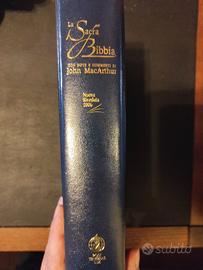 La
Sacra
Bibbia
CON NOTE E COMMENTI DI
John MacArthur
Nuova
Riveduta
2006
subito